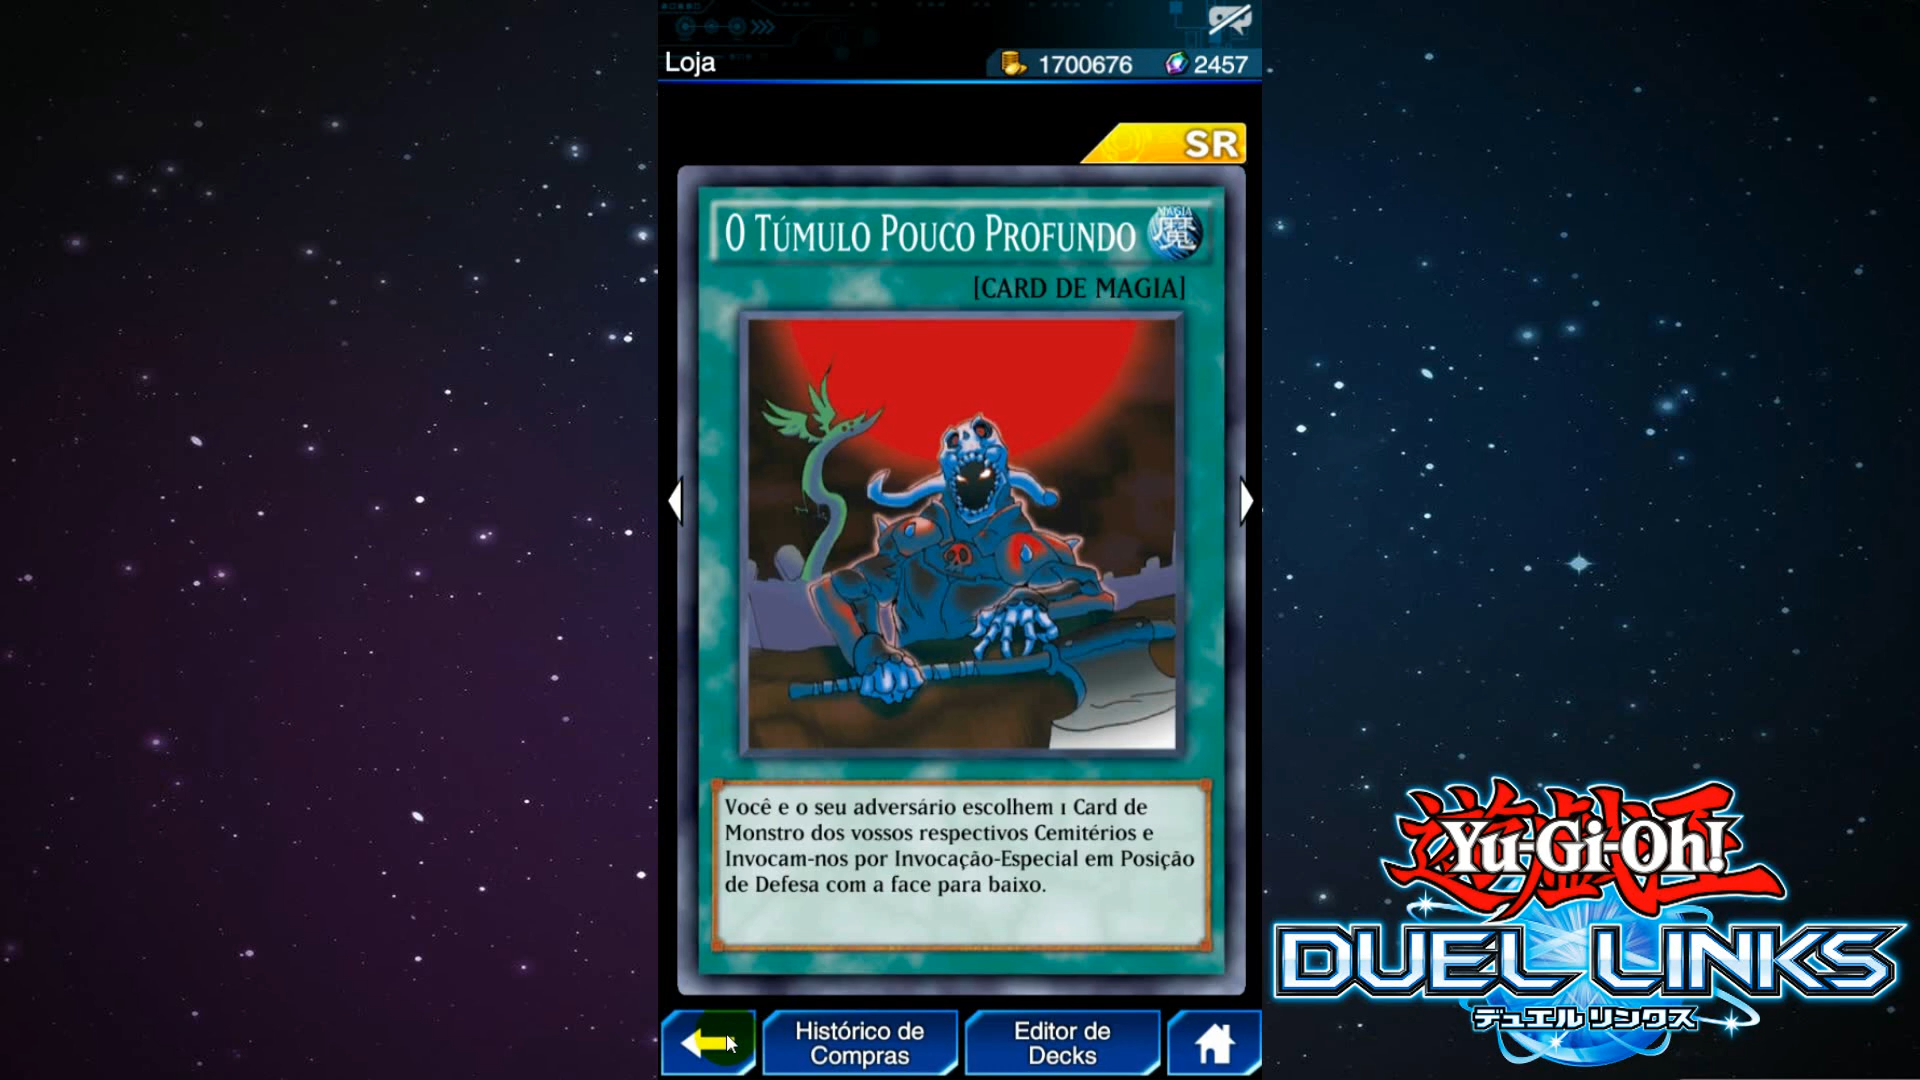 Loja
1700676
2457
SR
O TÚMULO POUCO PROFUNDO
MAGIA
魔
[CARD DE MAGIA]
Você e o seu adversário escolhem 1 Card de
Monstro dos vossos respectivos Cemitérios e
Invocam-nos por Invocação-Especial em Posição
de Defesa com a face para baixo.
Histórico de
Compras
Editor de
Decks
遊戯王
Yu-Gi-Oh!
DUEL LINKS
デュエル リンクス